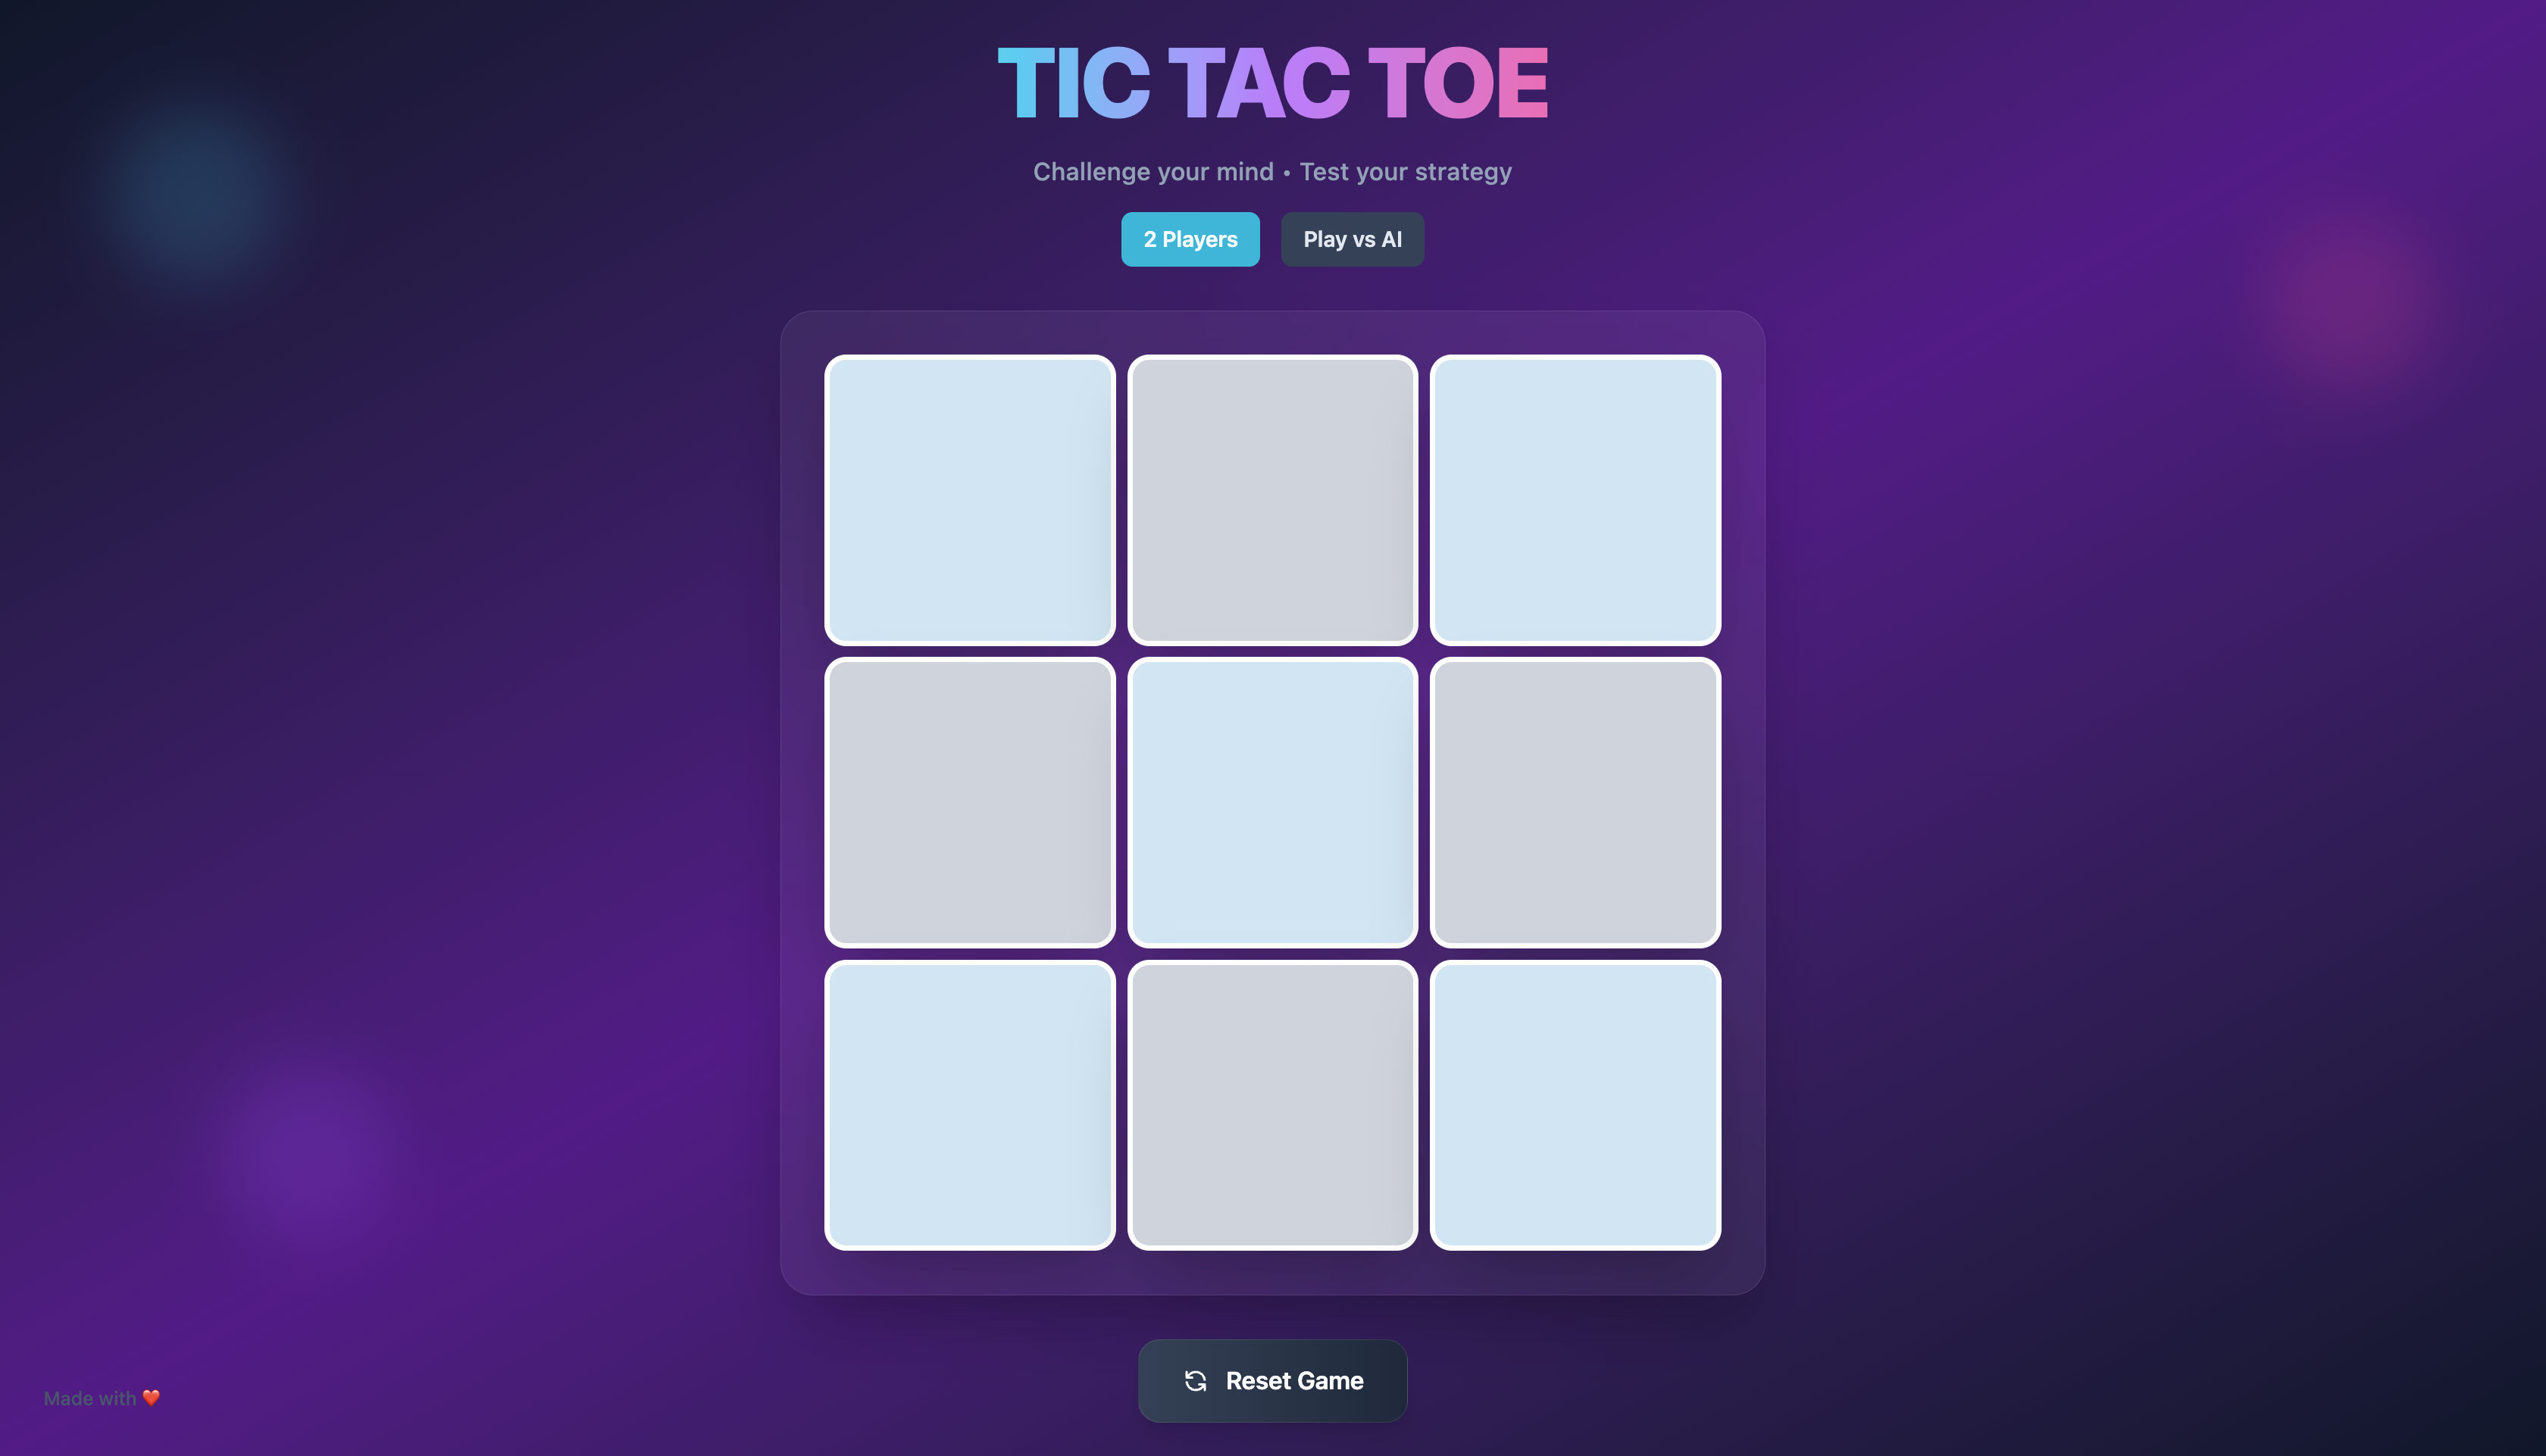 TIC TAC TOE
Challenge your mind • Test your strategy
2 Players
Play vs AI
Reset Game
Made with ❤️